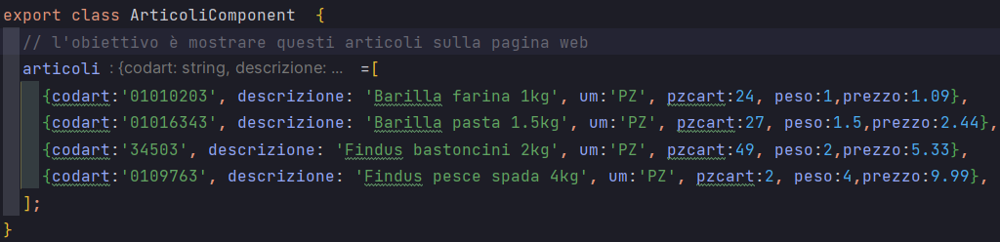 export class ArticoliComponent  {
// l'obiettivo è mostrare questi articoli sulla pagina web
articoli : {codart: string, descrizione: ...  =[
{codart:'01010203', descrizione: 'Barilla farina 1kg', um:'PZ', pzcart:24, peso:1,prezzo:1.09},
{codart:'01016343', descrizione: 'Barilla pasta 1.5kg', um:'PZ', pzcart:27, peso:1.5,prezzo:2.44},
{codart:'34503', descrizione: 'Findus bastoncini 2kg', um:'PZ', pzcart:49, peso:2,prezzo:5.33},
{codart:'0109763', descrizione: 'Findus pesce spada 4kg', um:'PZ', pzcart:2, peso:4,prezzo:9.99},
];
}